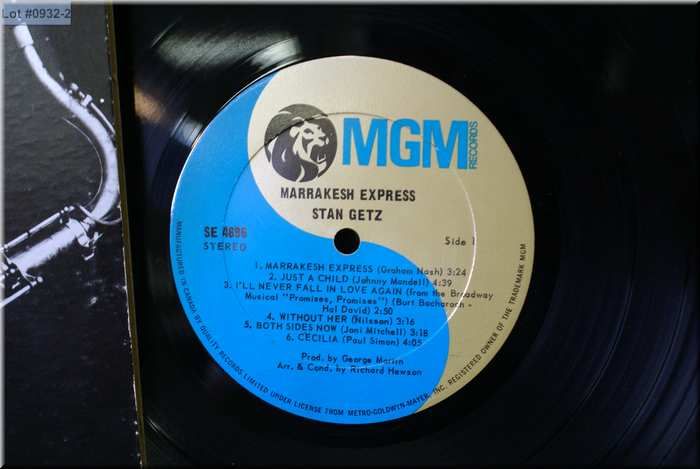 Lot #0932-2
MGM
RECORDS
MARRAKESH EXPRESS
STAN GETZ
SE 4696
STEREO
Side 1
1. MARRAKESH EXPRESS (Graham Nash) 3:24
2. JUST A CHILD (Johnny Mandell) 4:39
3. I'LL NEVER FALL IN LOVE AGAIN (from the Broadway
Musical "Promises, Promises") (Burt Bacharach -
Hal David) 2:50
4. WITHOUT HER (Nilsson) 3:16
5. BOTH SIDES NOW (Joni Mitchell) 3:18
6. CECILIA (Paul Simon) 4:05
Prod. by George Martin
Arr. & Cond. by Richard Hewson
MANUFACTURED IN CANADA BY QUALITY RECORDS LIMITED UNDER LICENSE FROM METRO-GOLDWYN-MAYER, INC. REGISTERED OWNER OF THE TRADEMARK MGM